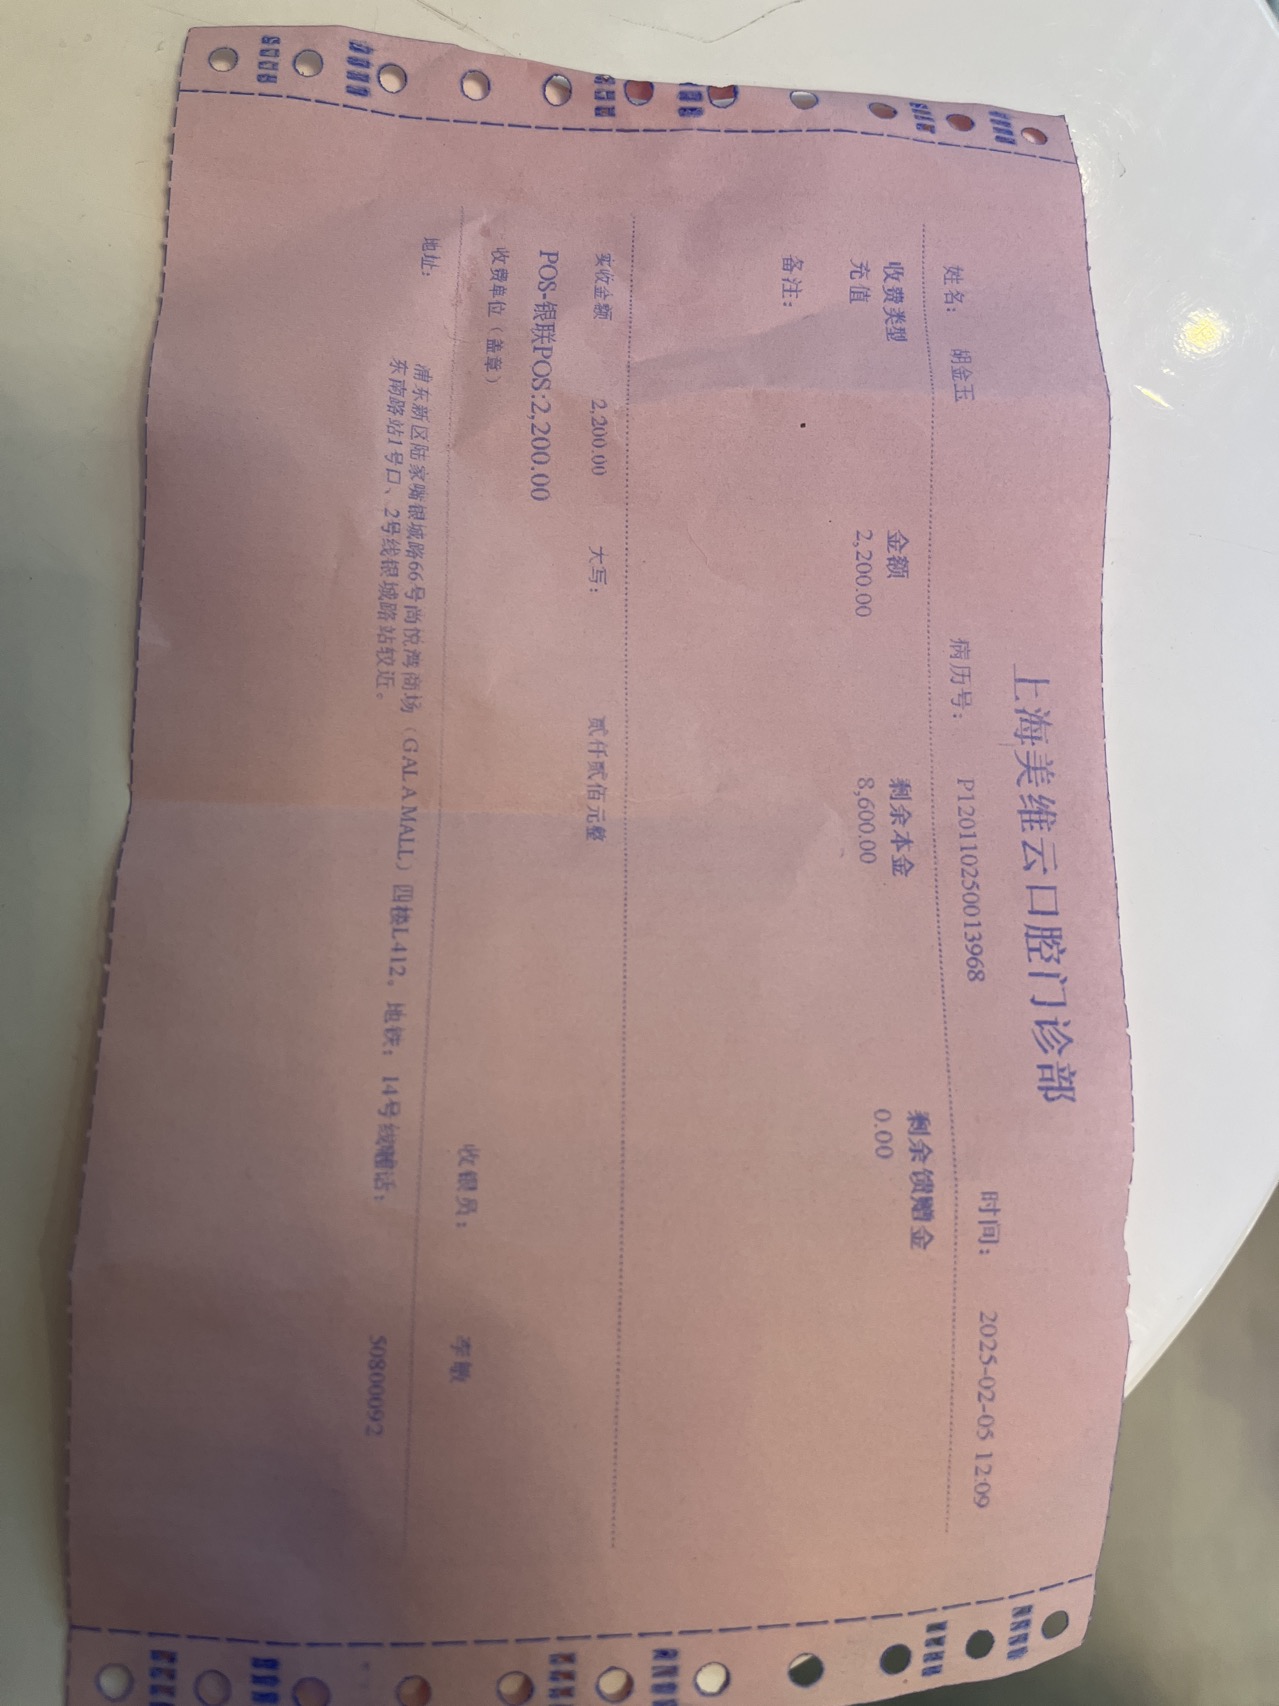 上海美维云口腔门诊部
姓名： 胡金玉 病历号： P120110250013968 时间： 2025-02-05 12:09
收费类型 金额 剩余本金 剩余馈赠金
充值 2,200.00 8,600.00 0.00
备注：
实收金额 2,200.00 大写： 贰仟贰佰元整
POS-银联POS:2,200.00
收费单位（盖章） 收银员： 李敏
地址： 浦东新区陆家嘴银城路66号尚悦湾商场（GALA MALL）四楼L412。地铁：14号线 话： 50800092
东南路站1号口、2号线银城路站较近。